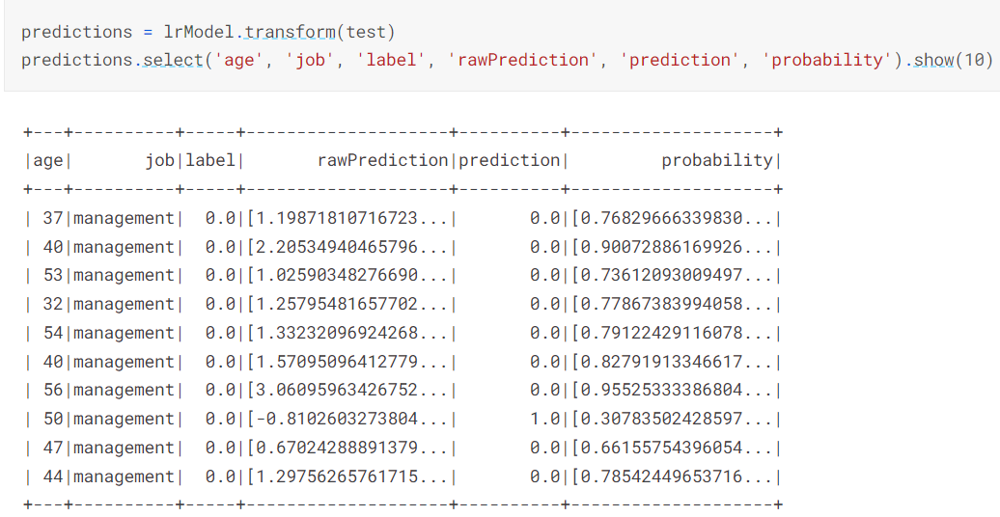 predictions = lrModel.transform(test)
predictions.select('age', 'job', 'label', 'rawPrediction', 'prediction', 'probability').show(10)
+---+----------+-----+--------------------+----------+--------------------+
|age|       job|label|       rawPrediction|prediction|         probability|
+---+----------+-----+--------------------+----------+--------------------+
| 37|management|  0.0|[1.19871810716723...|       0.0|[0.76829666339830...|
| 40|management|  0.0|[2.20534940465796...|       0.0|[0.90072886169926...|
| 53|management|  0.0|[1.02590348276690...|       0.0|[0.73612093009497...|
| 32|management|  0.0|[1.25795481657702...|       0.0|[0.77867383994058...|
| 54|management|  0.0|[1.33232096924268...|       0.0|[0.79122429116078...|
| 40|management|  0.0|[1.57095096412779...|       0.0|[0.82791913346617...|
| 56|management|  0.0|[3.06095963426752...|       0.0|[0.95525333386804...|
| 50|management|  0.0|[-0.8102603273804...|       1.0|[0.30783502428597...|
| 47|management|  0.0|[0.67024288891379...|       0.0|[0.66155754396054...|
| 44|management|  0.0|[1.29756265761715...|       0.0|[0.78542449653716...|
+---+----------+-----+--------------------+----------+--------------------+